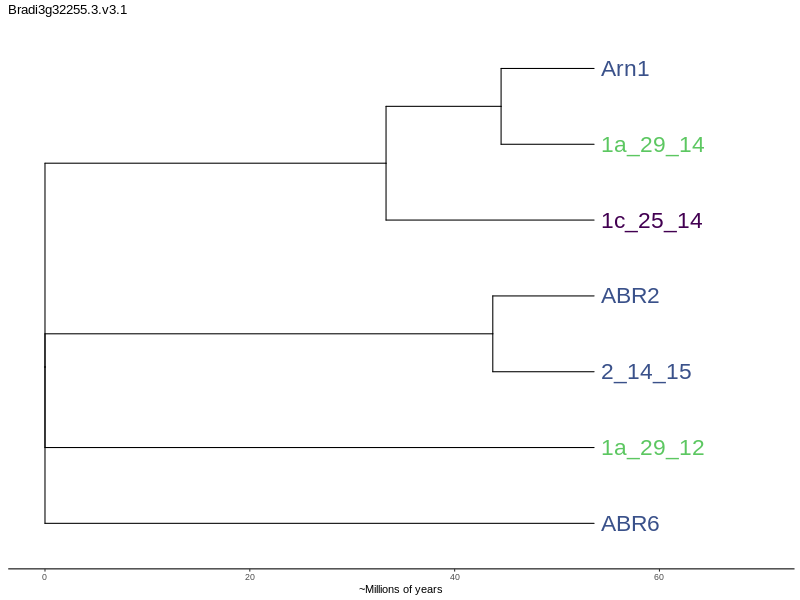 Bradi3g32255.3.v3.1
Arn1
1a_29_14
1c_25_14
ABR2
2_14_15
1a_29_12
ABR6
0 20 40 60
~Millions of years